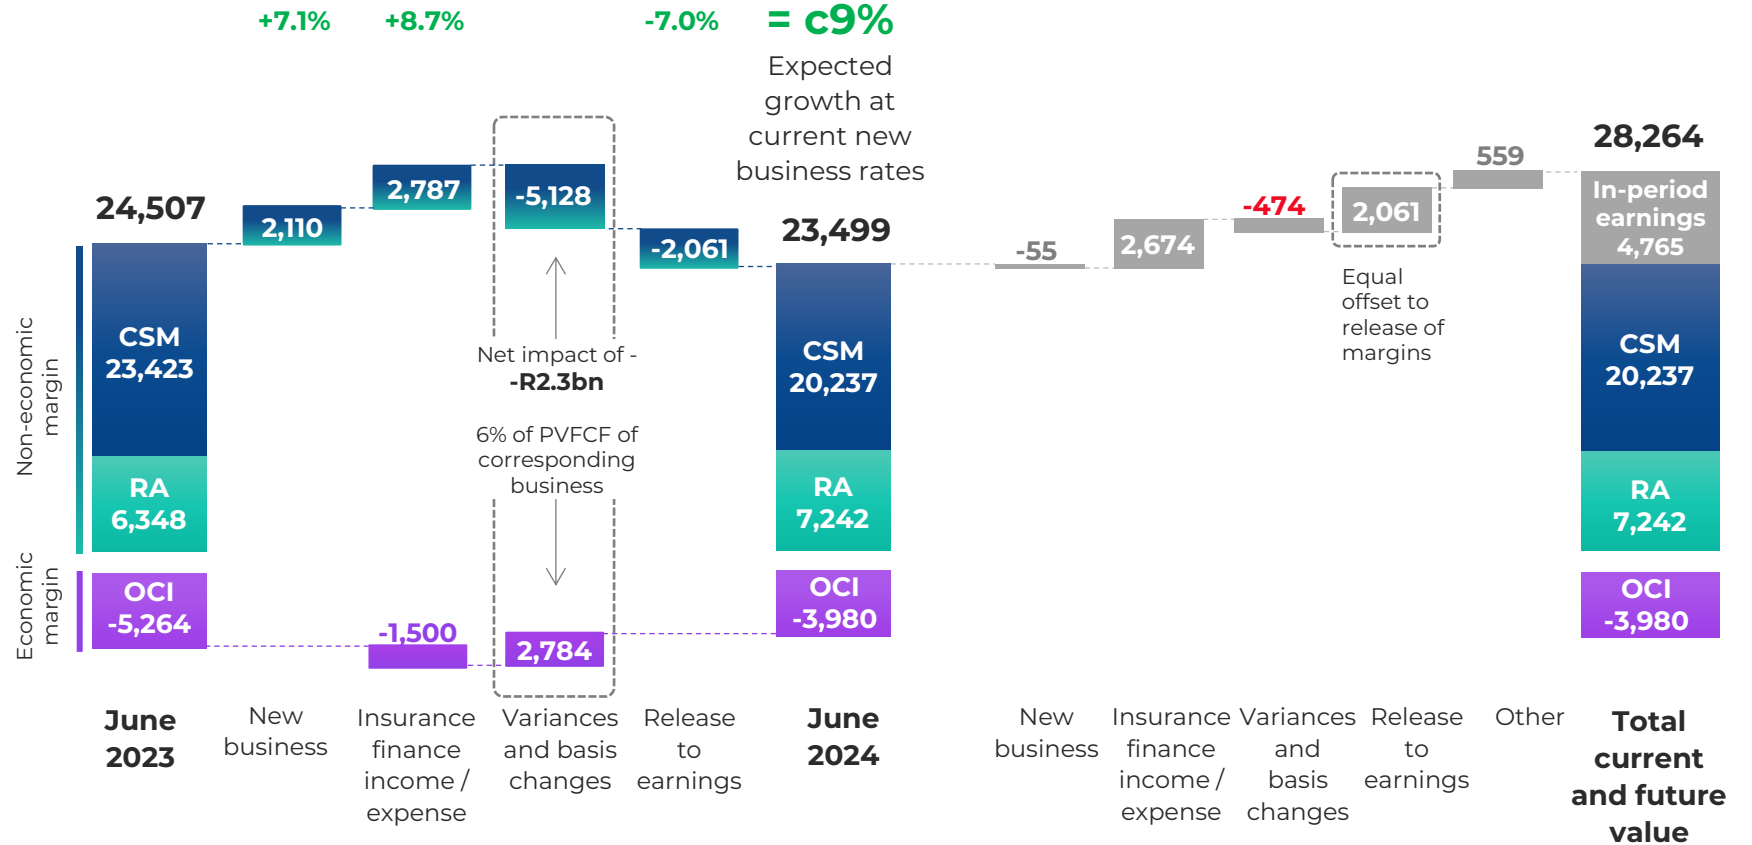 +7.1%
+8.7%
-7.0%
= c9%
Expected
growth at
current new
business rates
24,507
2,110
2,787
-5,128
-2,061
23,499
-55
2,674
-474
2,061
559
28,264
In-period
earnings
4,765
Equal
offset to
release of
margins
Non-economic
margin
CSM
23,423
RA
6,348
Net impact of -
-R2.3bn
6% of PVFCF of
corresponding
business
CSM
20,237
RA
7,242
CSM
20,237
RA
7,242
Economic
margin
OCI
-5,264
-1,500
2,784
OCI
-3,980
OCI
-3,980
June
2023
New
business
Insurance
finance
income /
expense
Variances
and basis
changes
Release
to
earnings
June
2024
New
business
Insurance
finance
income /
expense
Variances
and
basis
changes
Release
to
earnings
Other
Total
current
and future
value